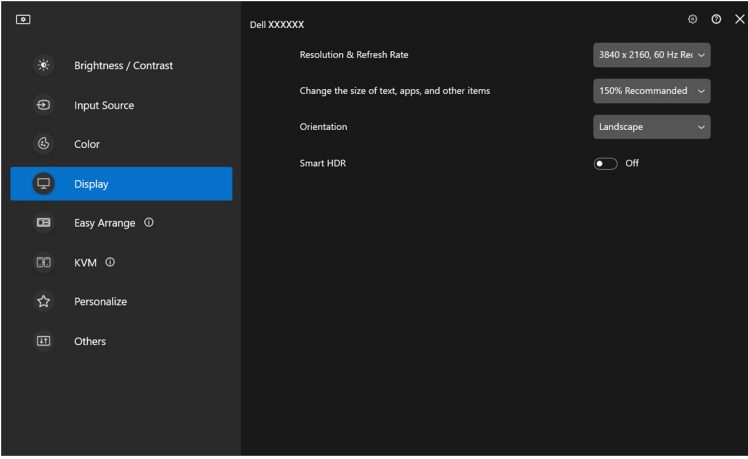 Dell XXXXXX
Brightness / Contrast
Input Source
Color
Display
Easy Arrange
KVM
Personalize
Others
Resolution & Refresh Rate
3840 x 2160, 60 Hz Rec
Change the size of text, apps, and other items
150% Recommanded
Orientation
Landscape
Smart HDR
Off